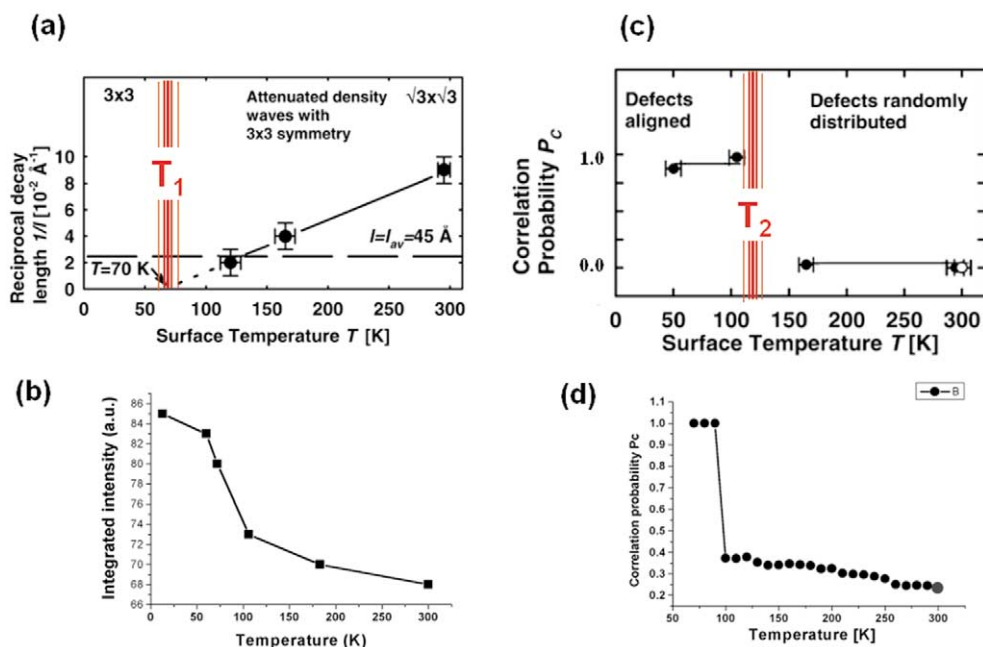 (a)
3x3
Attenuated density
waves with
3x3 symmetry
√3x√3
T1
l=lav=45 Å
T=70 K
Reciprocal decay
length 1/l [10-2 Å-1]
10
8
6
4
2
0
0 50 100 150 200 250 300
Surface Temperature T [K]
(c)
Defects
aligned
Defects randomly
distributed
T2
Correlation
Probability PC
1.0
0.0
0 50 100 150 200 250 300
Surface Temperature T [K]
(b)
Integrated intensity (a.u.)
86
84
82
80
78
76
74
72
70
68
66
0 50 100 150 200 250 300
Temperature (K)
(d)
B
Correlation probability Pc
1.1
1.0
0.9
0.8
0.7
0.6
0.5
0.4
0.3
0.2
50 100 150 200 250 300
Temperature [K]